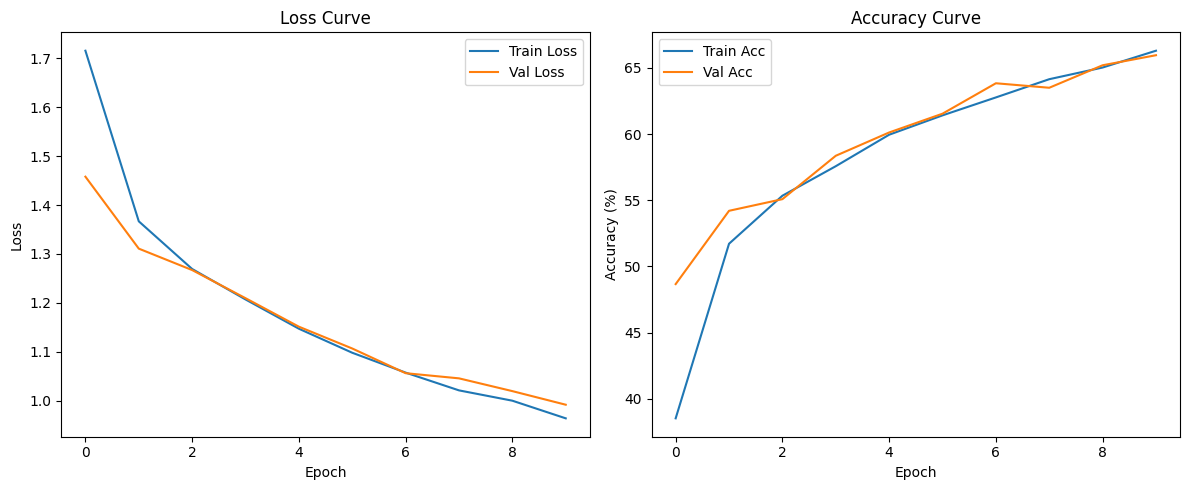 Loss Curve
1.7
1.6
1.5
1.4
1.3
1.2
1.1
1.0
Loss
0 2 4 6 8
Epoch
Train Loss
Val Loss
Accuracy Curve
65
60
55
50
45
40
Accuracy (%)
0 2 4 6 8
Epoch
Train Acc
Val Acc